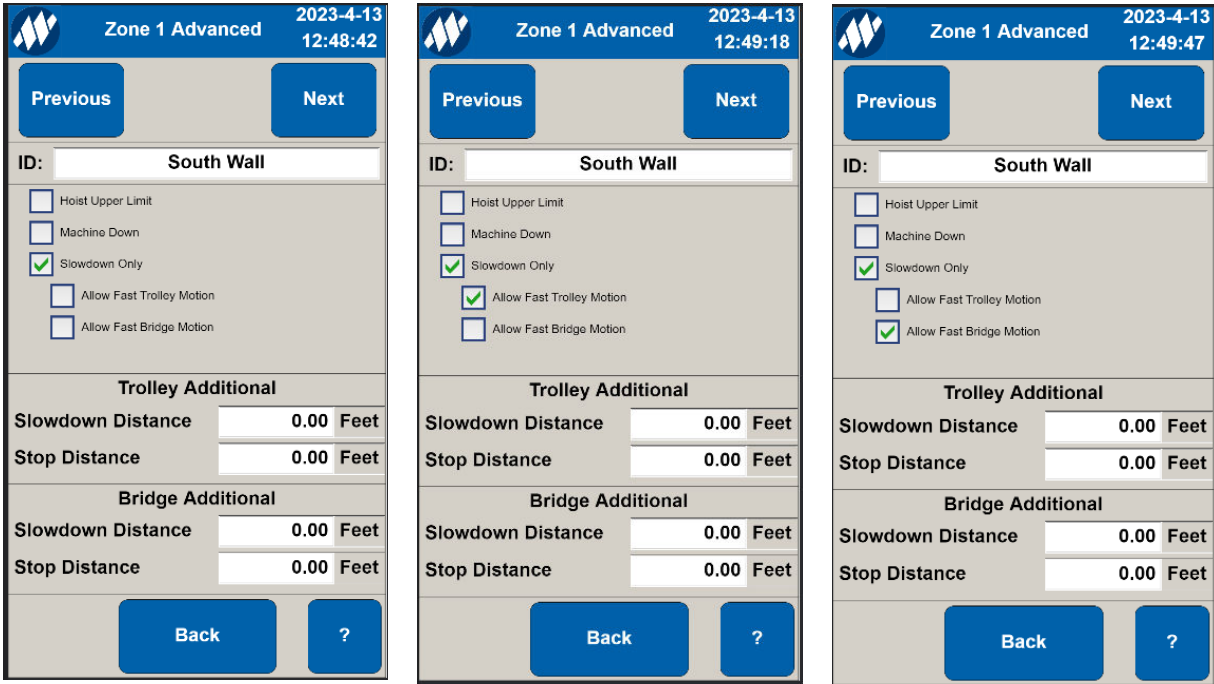 Zone 1 Advanced
2023-4-13
12:48:42
Previous
Next
ID: South Wall
Hoist Upper Limit
Machine Down
Slowdown Only
Allow Fast Trolley Motion
Allow Fast Bridge Motion
Trolley Additional
Slowdown Distance 0.00 Feet
Stop Distance 0.00 Feet
Bridge Additional
Slowdown Distance 0.00 Feet
Stop Distance 0.00 Feet
Back
?
Zone 1 Advanced
2023-4-13
12:49:18
Previous
Next
ID: South Wall
Hoist Upper Limit
Machine Down
Slowdown Only
Allow Fast Trolley Motion
Allow Fast Bridge Motion
Trolley Additional
Slowdown Distance 0.00 Feet
Stop Distance 0.00 Feet
Bridge Additional
Slowdown Distance 0.00 Feet
Stop Distance 0.00 Feet
Back
?
Zone 1 Advanced
2023-4-13
12:49:47
Previous
Next
ID: South Wall
Hoist Upper Limit
Machine Down
Slowdown Only
Allow Fast Trolley Motion
Allow Fast Bridge Motion
Trolley Additional
Slowdown Distance 0.00 Feet
Stop Distance 0.00 Feet
Bridge Additional
Slowdown Distance 0.00 Feet
Stop Distance 0.00 Feet
Back
?